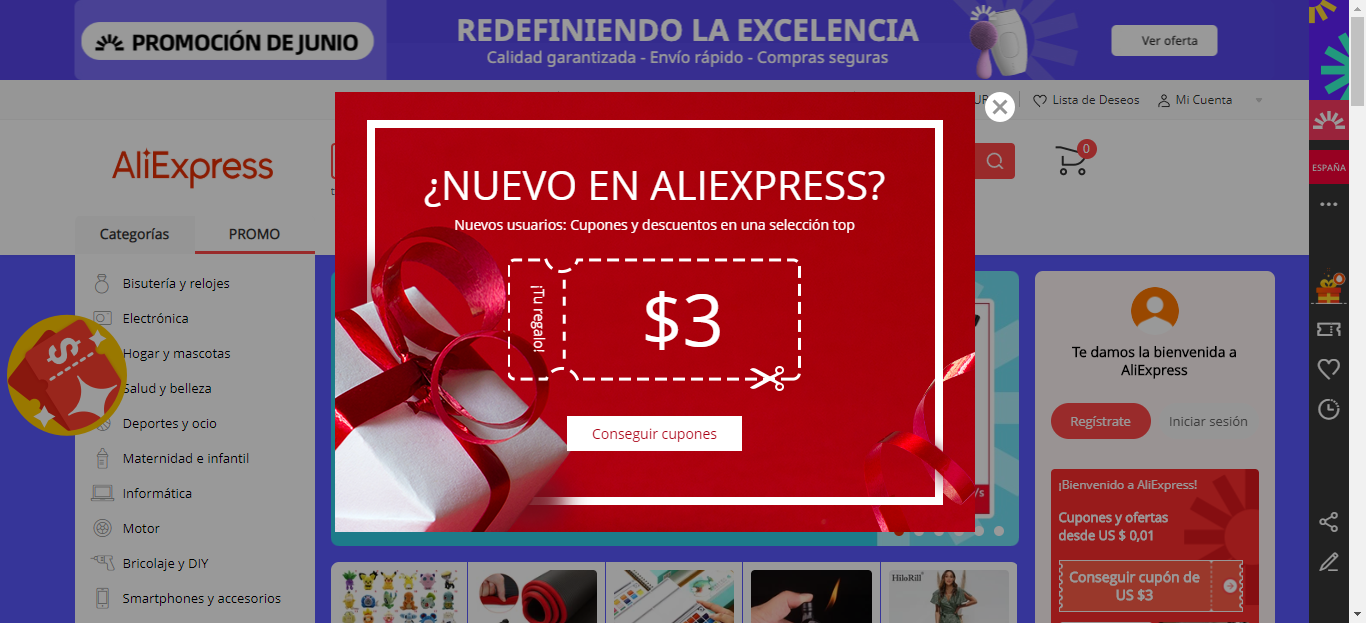 PROMOCIÓN DE JUNIO
REDEFINIENDO LA EXCELENCIA
Calidad garantizada - Envío rápido - Compras seguras
Ver oferta
Lista de Deseos
Mi Cuenta
AliExpress
0
ESPAÑA
Categorías
PROMO
Bisutería y relojes
Electrónica
Hogar y mascotas
Salud y belleza
Deportes y ocio
Maternidad e infantil
Informática
Motor
Bricolaje y DIY
Smartphones y accesorios
$
¿NUEVO EN ALIEXPRESS?
Nuevos usuarios: Cupones y descuentos en una selección top
¡Tu regalo!
$3
Conseguir cupones
Te damos la bienvenida a
AliExpress
Regístrate
Iniciar sesión
¡Bienvenido a AliExpress!
Cupones y ofertas
desde US $ 0,01
Conseguir cupón de
US $3
HiloRill